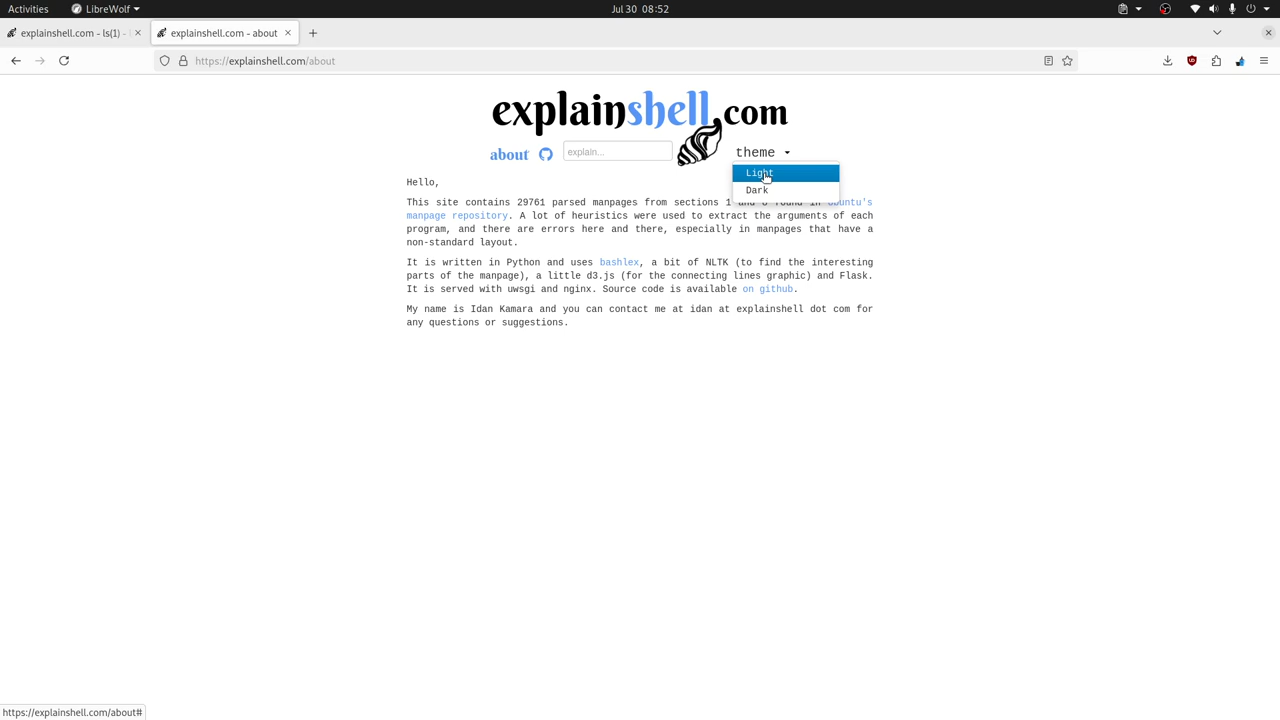 Activities
LibreWolf
Jul 30 08:52
explainshell.com - ls(1) -
explainshell.com - about
https://explainshell.com/about
explainshell.com
about
explain...
theme
Light
Dark
Hello,
This site contains 29761 parsed manpages from sections 1 and 8 found in Ubuntu's
manpage repository. A lot of heuristics were used to extract the arguments of each
program, and there are errors here and there, especially in manpages that have a
non-standard layout.
It is written in Python and uses bashlex, a bit of NLTK (to find the interesting
parts of the manpage), a little d3.js (for the connecting lines graphic) and Flask.
It is served with uwsgi and nginx. Source code is available on github.
My name is Idan Kamara and you can contact me at idan at explainshell dot com for
any questions or suggestions.
https://explainshell.com/about#